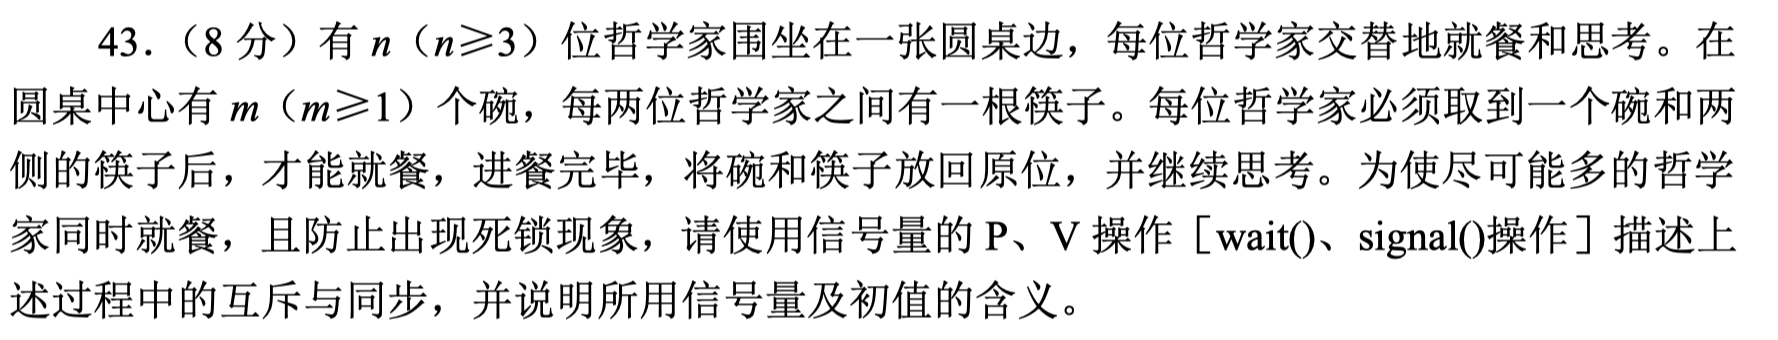 43.（8 分）有 n（n≥3）位哲学家围坐在一张圆桌边，每位哲学家交替地就餐和思考。在
圆桌中心有 m（m≥1）个碗，每两位哲学家之间有一根筷子。每位哲学家必须取到一个碗和两
侧的筷子后，才能就餐，进餐完毕，将碗和筷子放回原位，并继续思考。为使尽可能多的哲学
家同时就餐，且防止出现死锁现象，请使用信号量的 P、V 操作［wait()、signal()操作］描述上
述过程中的互斥与同步，并说明所用信号量及初值的含义。